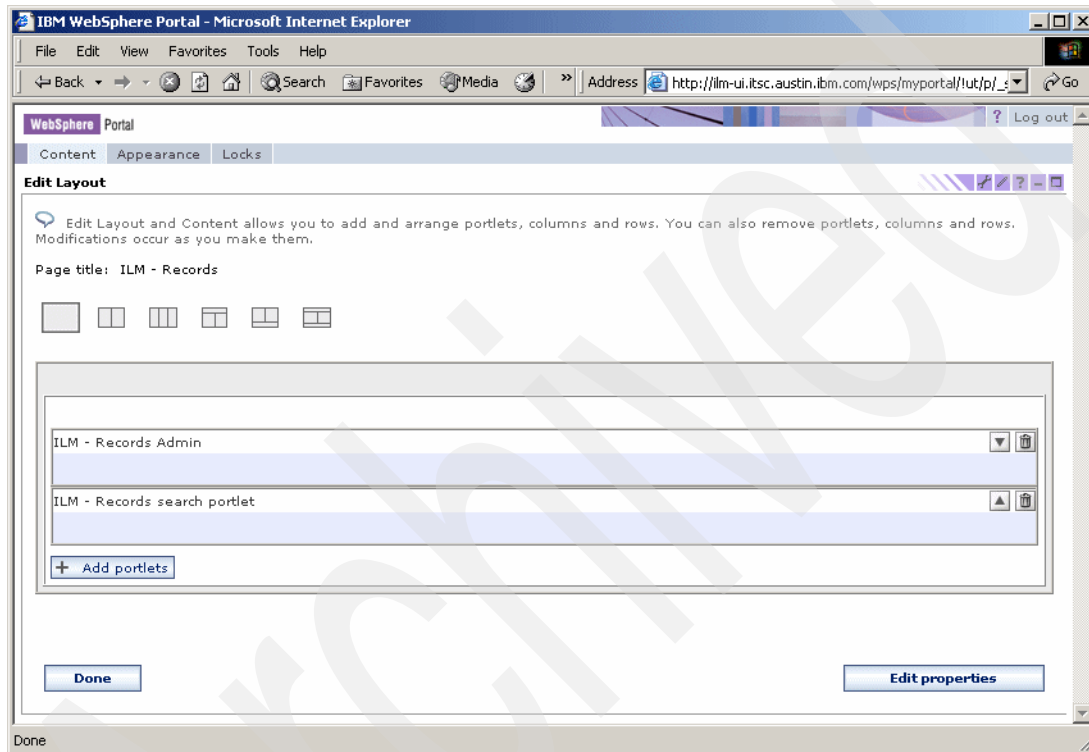 IBM WebSphere Portal - Microsoft Internet Explorer
File Edit View Favorites Tools Help
Back Search Favorites Media » Address http://ilm-ui.itsc.austin.ibm.com/wps/myportal/!ut/p/_s Go
WebSphere Portal ? Log out
Content Appearance Locks
Edit Layout
Edit Layout and Content allows you to add and arrange portlets, columns and rows. You can also remove portlets, columns and rows.
Modifications occur as you make them.
Page title: ILM - Records
ILM - Records Admin
ILM - Records search portlet
+ Add portlets
Done Edit properties
Done
Archived